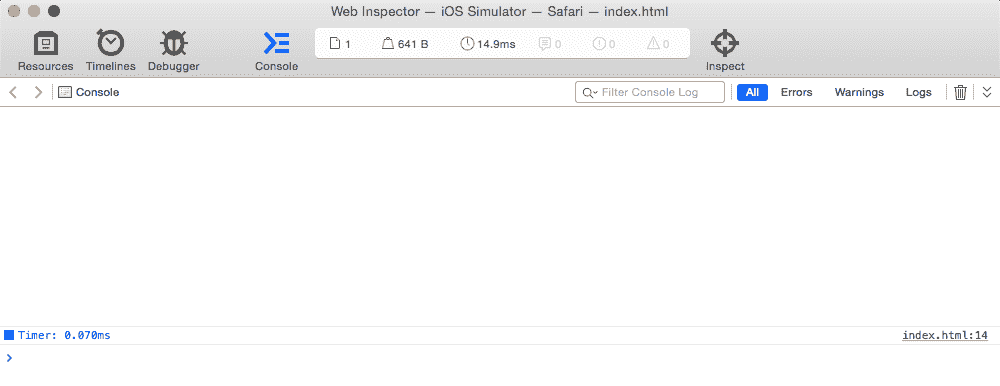 Web Inspector — iOS Simulator — Safari — index.html
1 641 B 14.9ms 0 0 0
Resources Timelines Debugger Console Inspect
Console Filter Console Log All Errors Warnings Logs
Timer: 0.070ms index.html:14